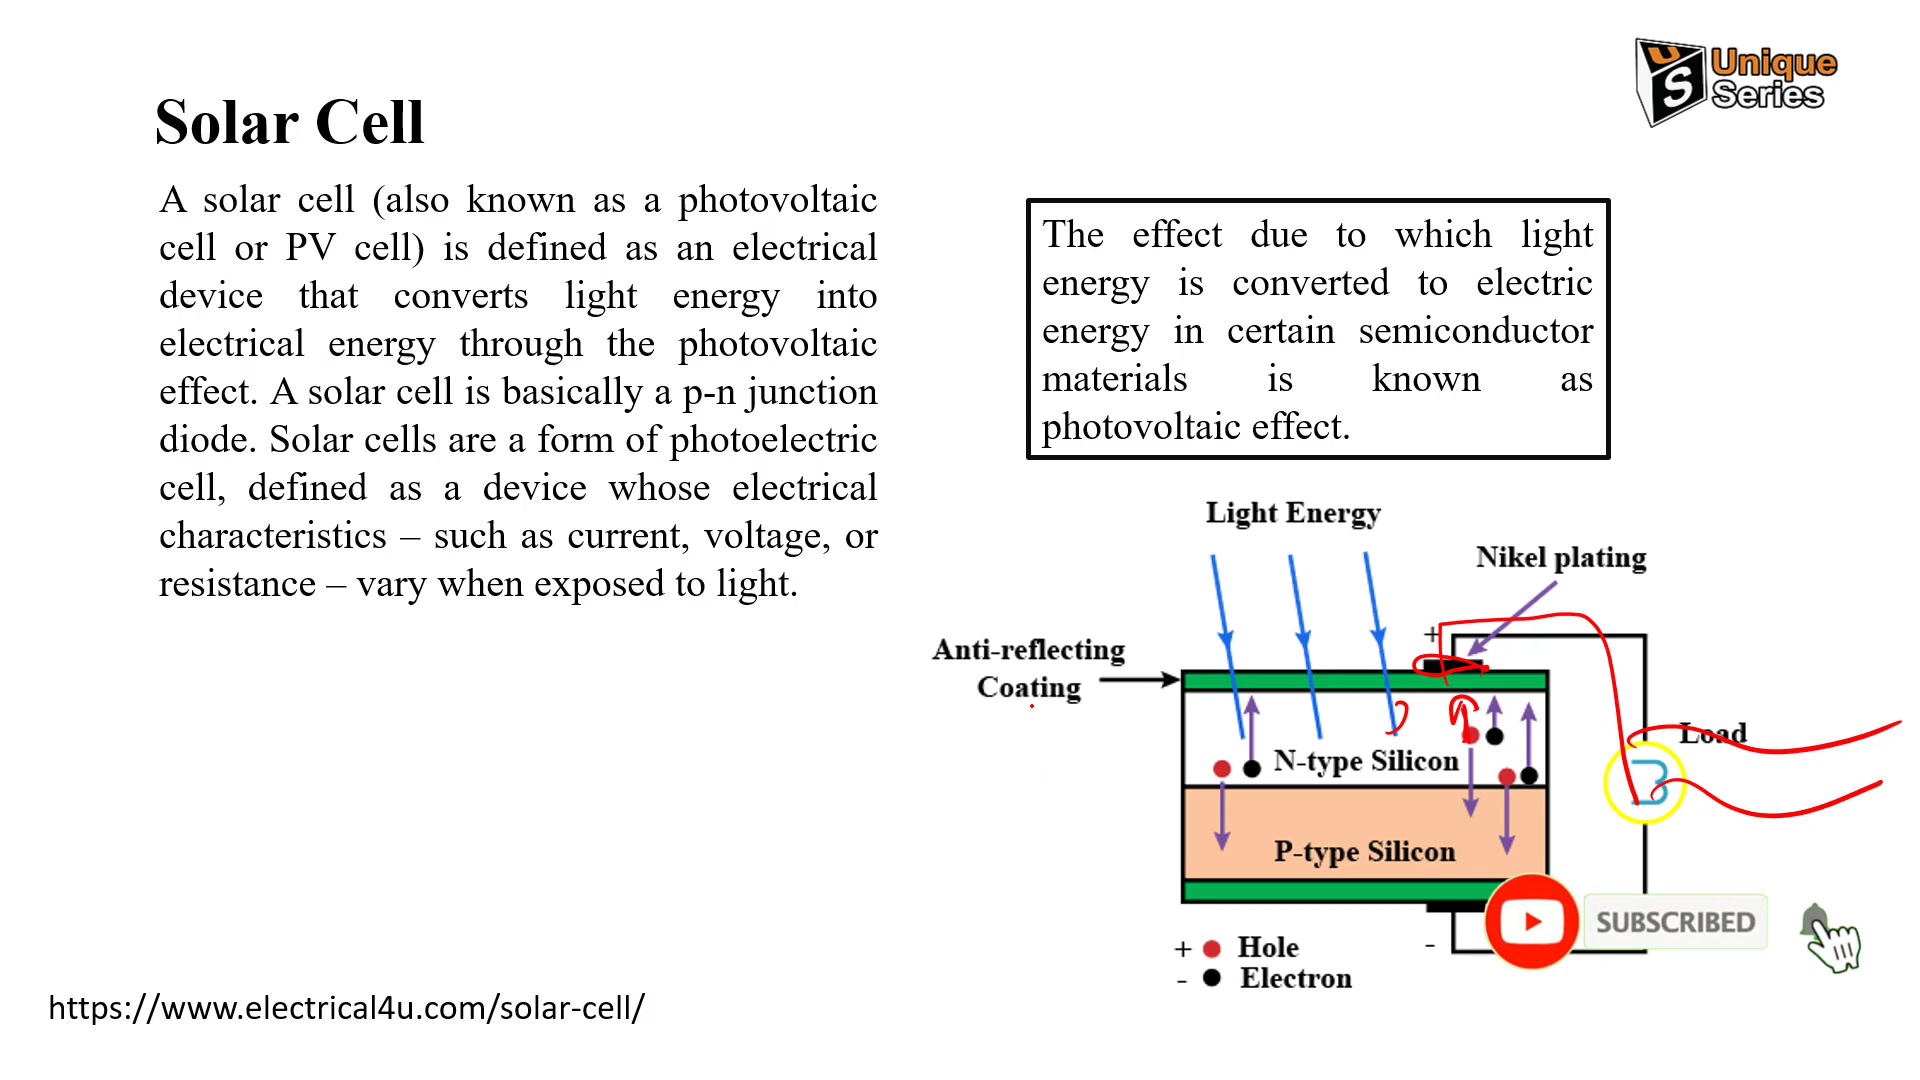 US Unique
Series
Solar Cell
A solar cell (also known as a photovoltaic
cell or PV cell) is defined as an electrical
device that converts light energy into
electrical energy through the photovoltaic
effect. A solar cell is basically a p-n junction
diode. Solar cells are a form of photoelectric
cell, defined as a device whose electrical
characteristics – such as current, voltage, or
resistance – vary when exposed to light.
The effect due to which light
energy is converted to electric
energy in certain semiconductor
materials is known as
photovoltaic effect.
Light Energy
Nikel plating
+
Anti-reflecting
Coating
Load
N-type Silicon
P-type Silicon
SUBSCRIBED
-
+ Hole
- Electron
https://www.electrical4u.com/solar-cell/